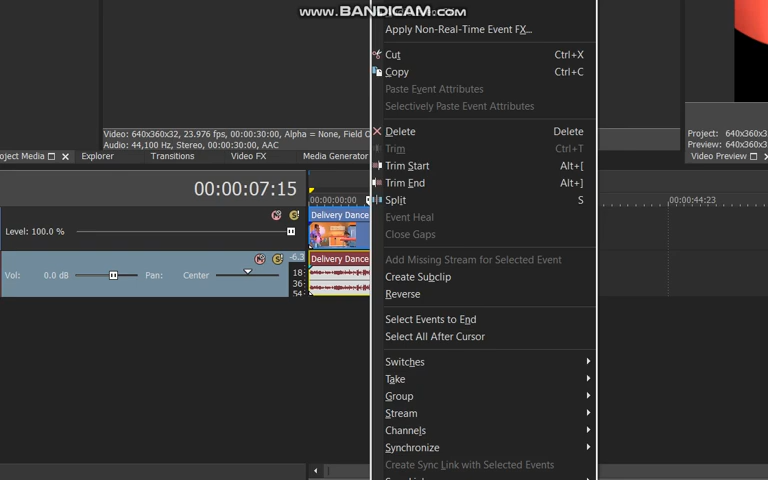 www.BANDICAM.com
Apply Non-Real-Time Event FX...
Cut Ctrl+X
Copy Ctrl+C
Paste Event Attributes
Selectively Paste Event Attributes
Delete Delete
Trim Ctrl+T
Trim Start Alt+[
Trim End Alt+]
Split S
Event Heal
Close Gaps
Add Missing Stream for Selected Event
Create Subclip
Reverse
Select Events to End
Select All After Cursor
Switches
Take
Group
Stream
Channels
Synchronize
Create Sync Link with Selected Events
Video: 640x360x32, 23.976 fps, 00:00:30:00, Alpha = None, Field O
Audio: 44,100 Hz, Stereo, 00:00:30:00, AAC
oject Media
Explorer
Transitions
Video FX
Media Generator
Project: 640x360x3
Preview: 640x360x3
Video Preview
00:00:07:15
00:00:00:00
00:00:44:23
Level: 100.0 %
Delivery Dance
Vol: 0.0 dB
Pan: Center
-6.3
18
36
54
Delivery Dance